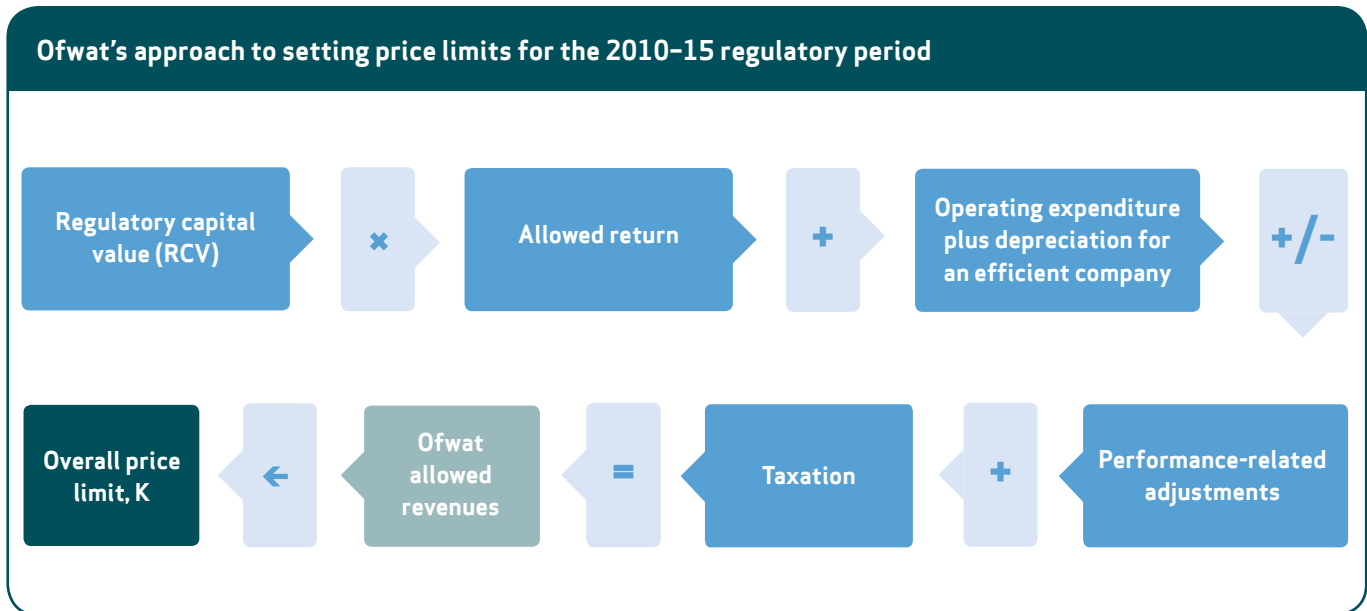 Ofwat's approach to setting price limits for the 2010–15 regulatory period
Regulatory capital
value (RCV)
×
Allowed return
+
Operating expenditure
plus depreciation for
an efficient company
+/-
Performance-related
adjustments
+
Taxation
=
Ofwat
allowed
revenues
←
Overall price
limit, K